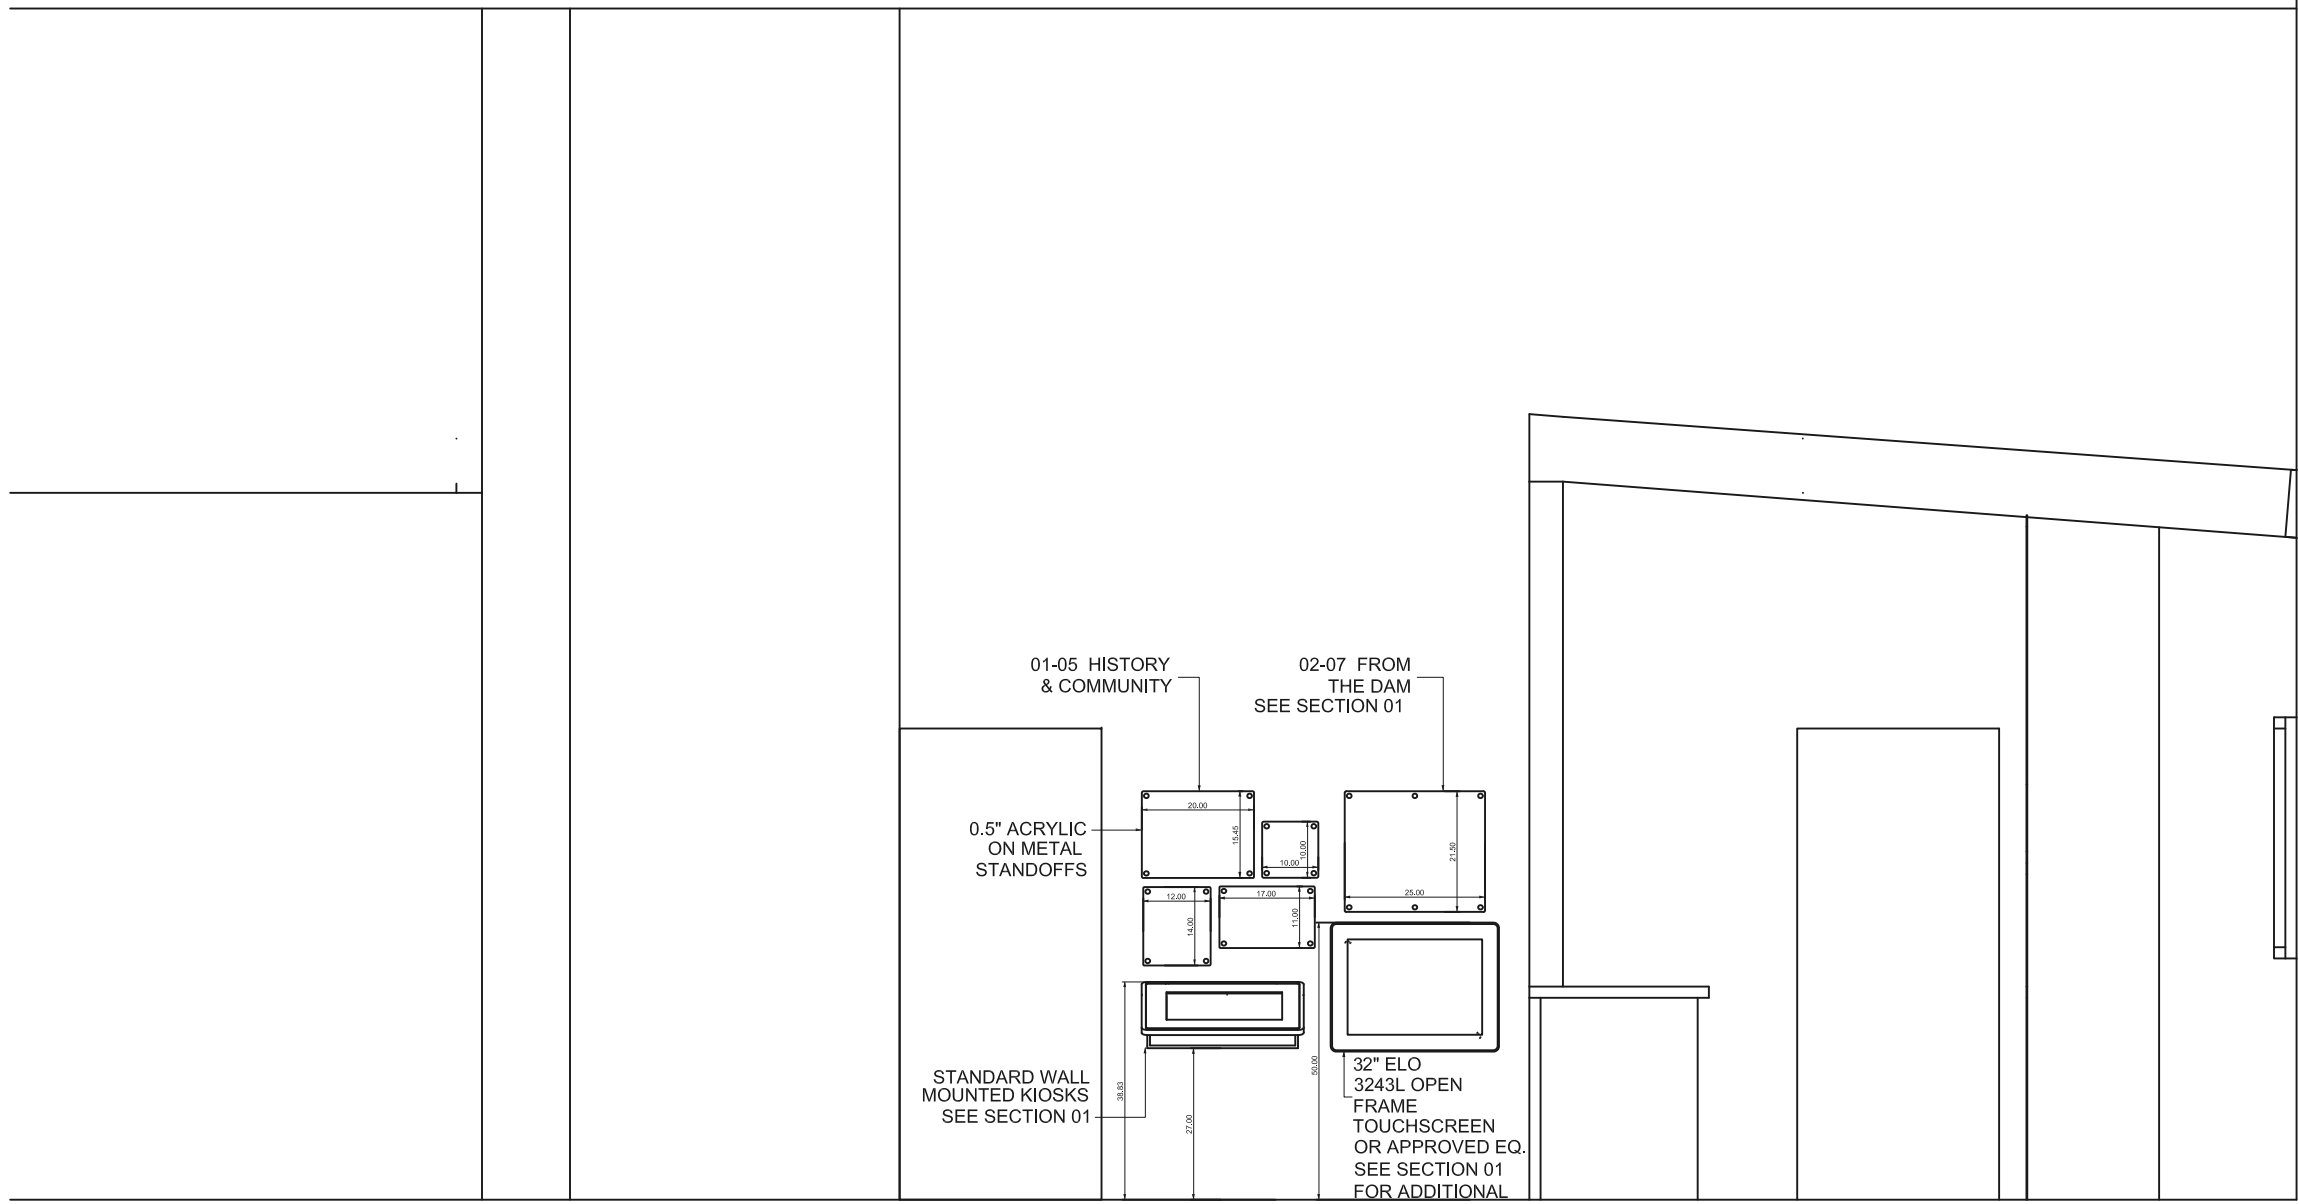 01-05 HISTORY
& COMMUNITY
02-07 FROM
THE DAM
SEE SECTION 01
0.5" ACRYLIC
ON METAL
STANDOFFS
20.00
15.45
10.00
10.00
21.50
25.00
12.00
14.00
17.00
11.00
STANDARD WALL
MOUNTED KIOSKS
SEE SECTION 01
38.83
27.00
50.00
32" ELO
3243L OPEN
FRAME
TOUCHSCREEN
OR APPROVED EQ.
SEE SECTION 01
FOR ADDITIONAL